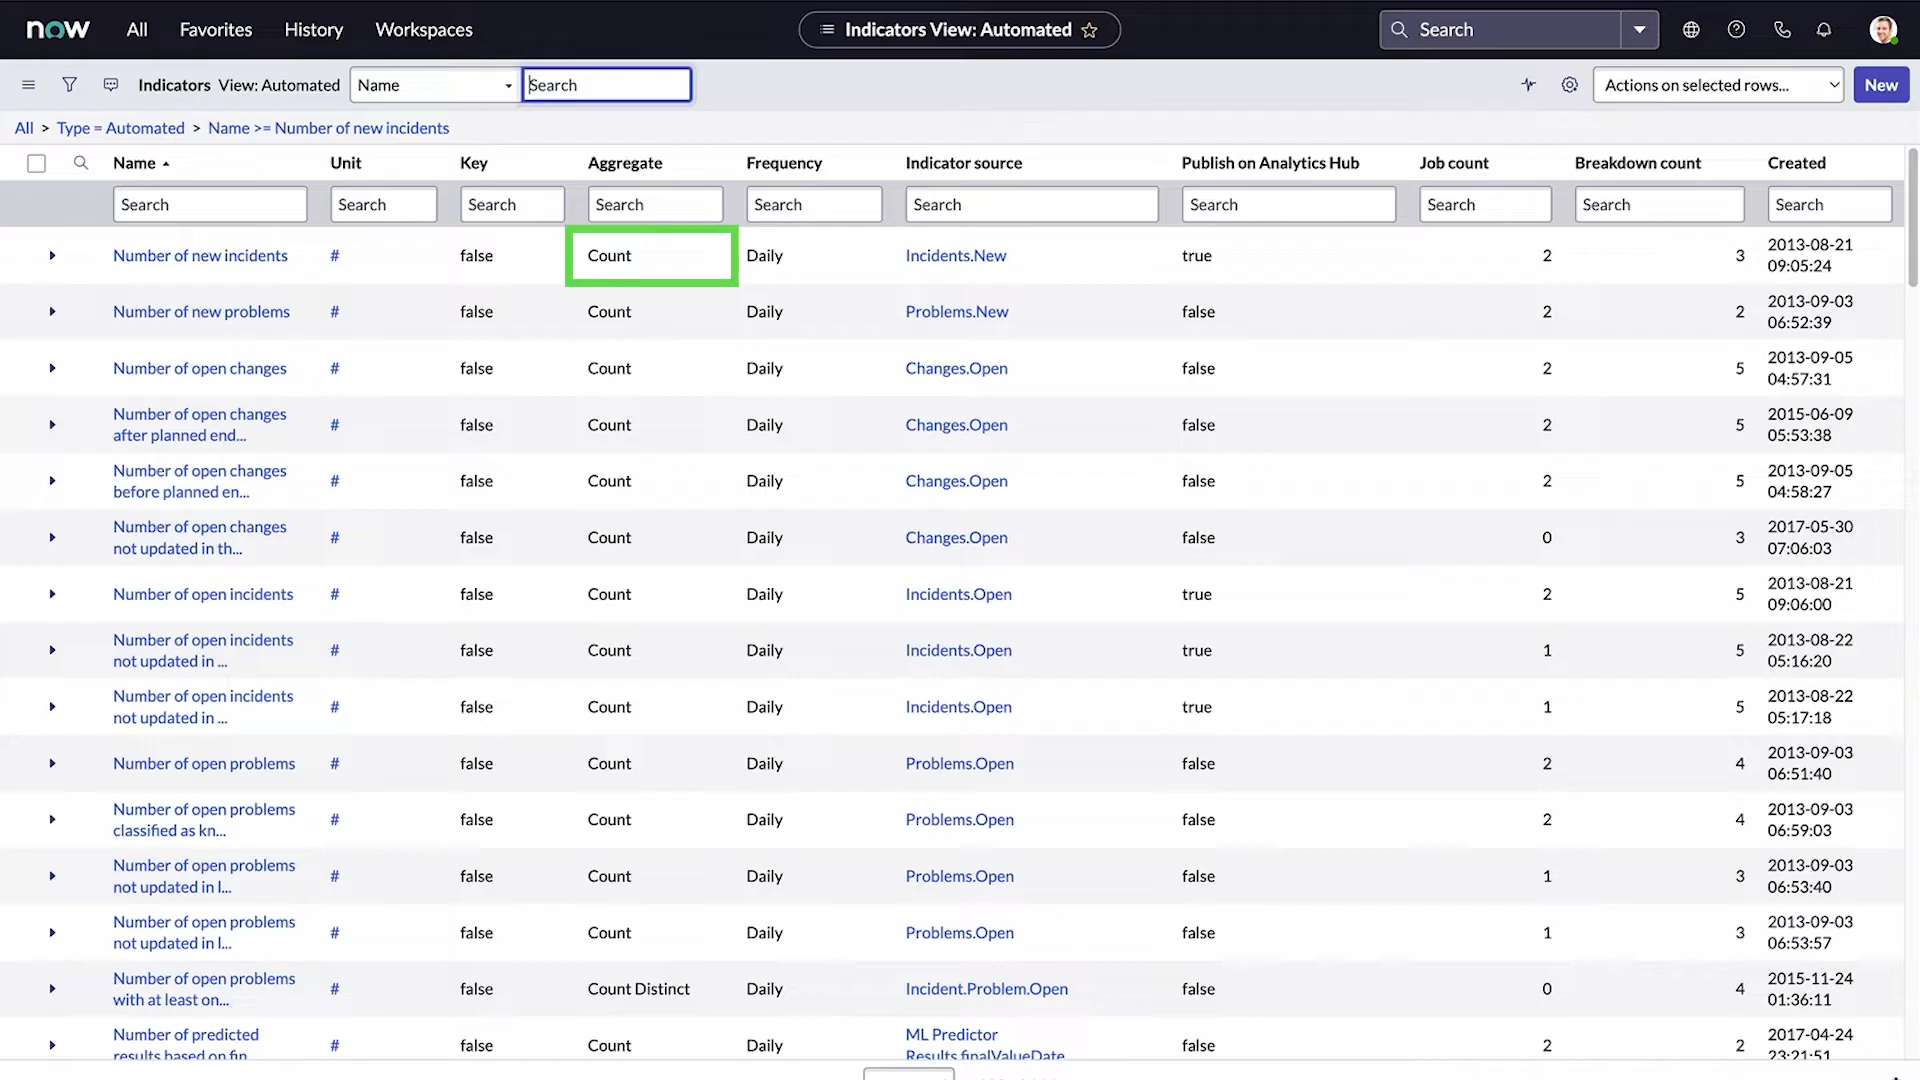 now All Favorites History Workspaces Indicators View: Automated Search
Indicators View: Automated Name Search Actions on selected rows... New
All > Type = Automated > Name >= Number of new incidents
Name Unit Key Aggregate Frequency Indicator source Publish on Analytics Hub Job count Breakdown count Created
Search Search Search Search Search Search Search Search Search Search
Number of new incidents # false Count Daily Incidents.New true 2 3 2013-08-21
09:05:24
Number of new problems # false Count Daily Problems.New false 2 2 2013-09-03
06:52:39
Number of open changes # false Count Daily Changes.Open false 2 5 2013-09-05
04:57:31
Number of open changes
after planned end... # false Count Daily Changes.Open false 2 5 2015-06-09
05:53:38
Number of open changes
before planned en... # false Count Daily Changes.Open false 2 5 2013-09-05
04:58:27
Number of open changes
not updated in th... # false Count Daily Changes.Open false 0 3 2017-05-30
07:06:03
Number of open incidents # false Count Daily Incidents.Open true 2 5 2013-08-21
09:06:00
Number of open incidents
not updated in ... # false Count Daily Incidents.Open true 1 5 2013-08-22
05:16:20
Number of open incidents
not updated in ... # false Count Daily Incidents.Open true 1 5 2013-08-22
05:17:18
Number of open problems # false Count Daily Problems.Open false 2 4 2013-09-03
06:51:40
Number of open problems
classified as kn... # false Count Daily Problems.Open false 2 4 2013-09-03
06:59:03
Number of open problems
not updated in l... # false Count Daily Problems.Open false 1 3 2013-09-03
06:53:40
Number of open problems
not updated in l... # false Count Daily Problems.Open false 1 3 2013-09-03
06:53:57
Number of open problems
with at least on... # false Count Distinct Daily Incident.Problem.Open false 0 4 2015-11-24
01:36:11
Number of predicted
results based on fin # false Count Daily ML Predictor
Results.finalValueDate false 2 2 2017-04-24
23:21:51